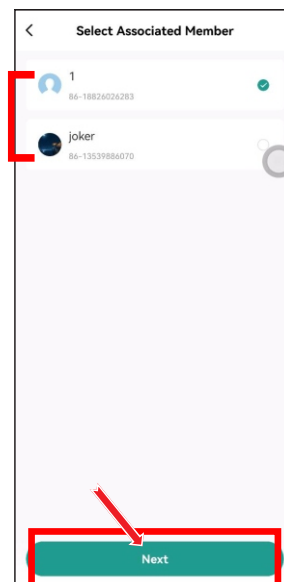 Select Associated Member
1
86-18826026283
joker
86-13539886070
Next